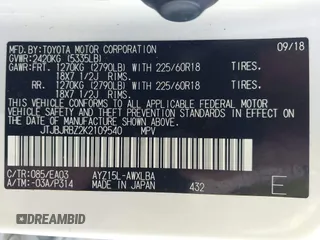 MFD.BY:TOYOTA MOTOR CORPORATION 09/18
GVWR:2420KG (5335LB)
GAWR:FRT. 1270KG (2790LB) WITH 225/60R18 TIRES.
18X7 1/2J RIMS.
RR. 1270KG (2790LB) WITH 225/60R18 TIRES.
18X7 1/2J RIMS.
THIS VEHICLE CONFORMS TO ALL APPLICABLE FEDERAL
MOTOR VEHICLE SAFETY STANDARDS IN EFFECT ON THE
DATE OF MANUFACTURE SHOWN ABOVE.
JTJBJRBZ2K2109540 MPV
C/TR:085/EA03 AYZ15L-AWXLBA
A/TM:-03A/P314 MADE IN JAPAN 432 E
DREAMBID